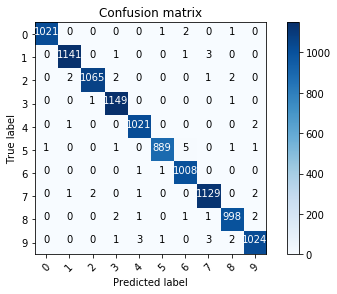 Confusion matrix
0 1021 0 0 0 0 1 2 0 1 0
1 0 1141 0 1 0 0 1 3 0 0
2 0 2 1065 2 0 0 0 1 2 0
3 0 0 1 1149 0 0 0 0 1 0
4 0 1 0 0 1021 0 0 0 0 2
5 1 0 0 1 0 889 5 0 1 1
6 0 0 0 0 1 1 1008 0 0 0
7 0 1 2 0 1 0 0 1129 0 2
8 0 0 0 2 1 0 1 1 998 2
9 0 0 0 1 3 1 0 3 2 1024
0 1 2 3 4 5 6 7 8 9
Predicted label
True label
1000
800
600
400
200
0